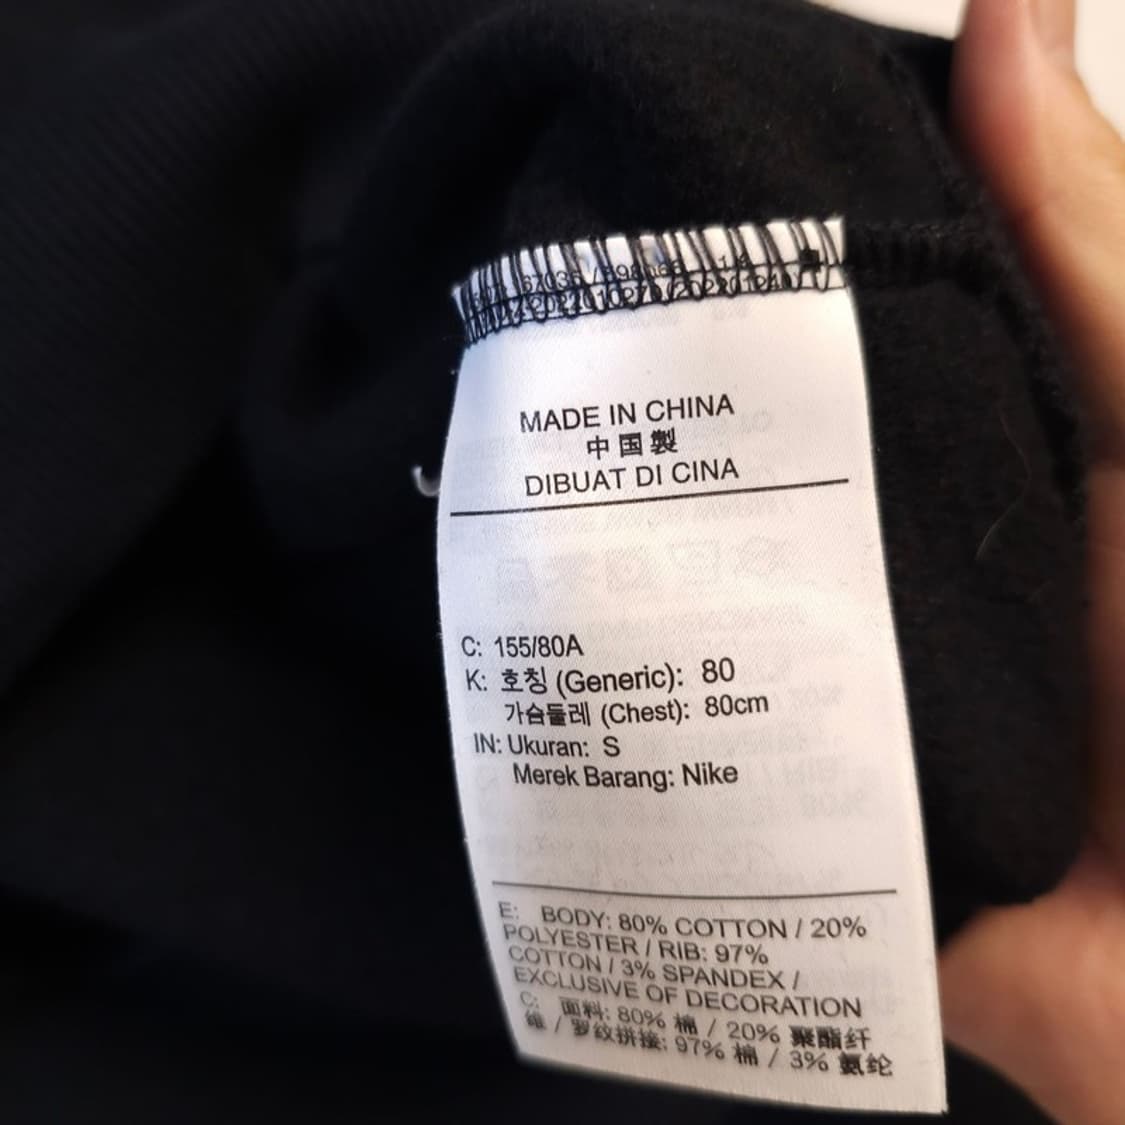 MADE IN CHINA
中国製
DIBUAT DI CINA
C: 155/80A
K: 호칭 (Generic): 80
가슴둘레 (Chest): 80cm
IN: Ukuran: S
Merek Barang: Nike
E: BODY: 80% COTTON / 20%
POLYESTER / RIB: 97%
COTTON / 3% SPANDEX /
EXCLUSIVE OF DECORATION
C: 面料: 80% 棉 / 20% 聚酯纤
维 / 罗纹拼接: 97% 棉 / 3% 氨纶